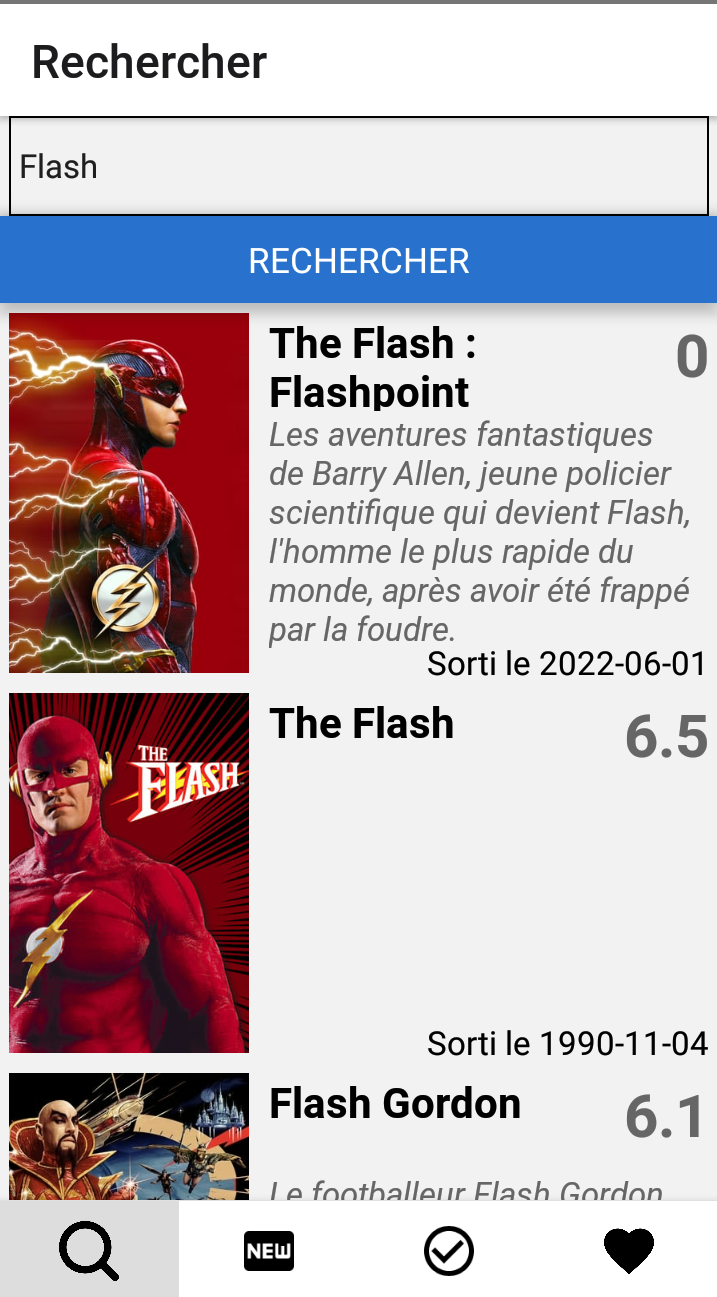 Rechercher
Flash
RECHERCHER
The Flash :
Flashpoint
0
Les aventures fantastiques
de Barry Allen, jeune policier
scientifique qui devient Flash,
l'homme le plus rapide du
monde, après avoir été frappé
par la foudre.
Sorti le 2022-06-01
THE
FLASH
The Flash
6.5
Sorti le 1990-11-04
Flash Gordon
6.1
Le footballeur Flash Gordon
NEW